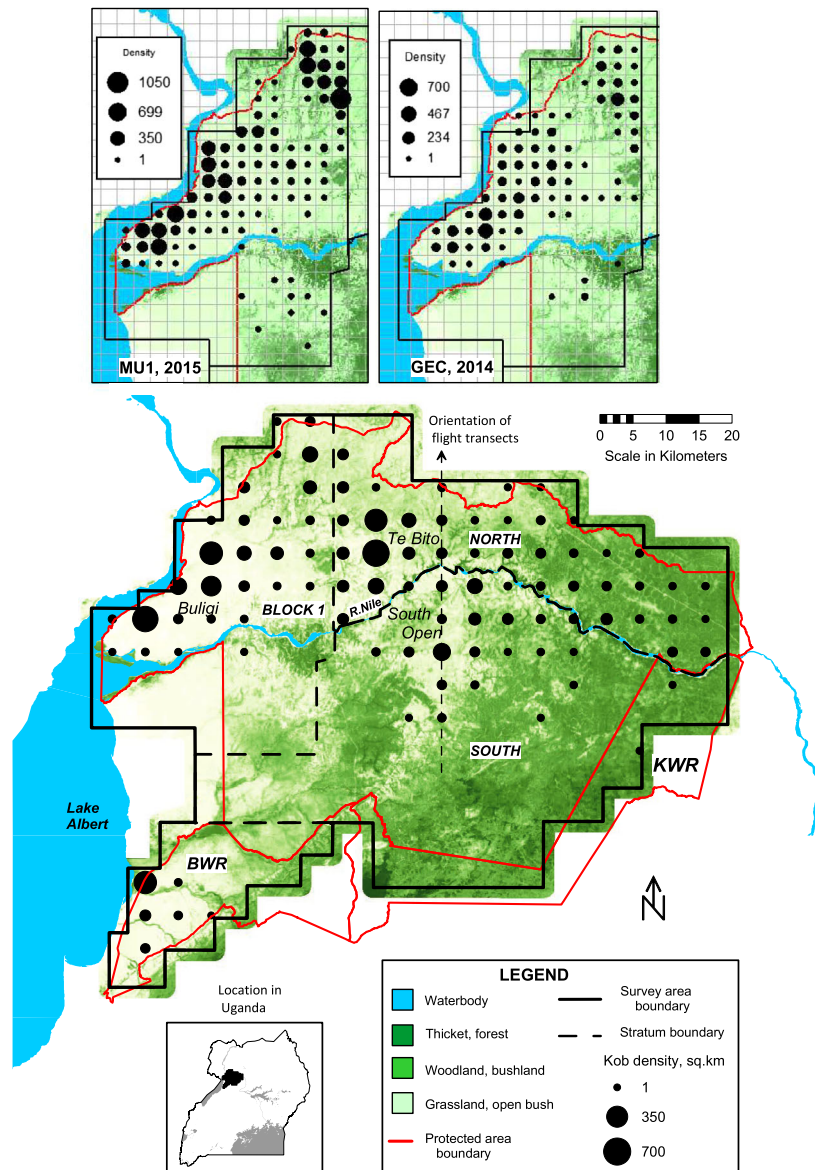 Density
1050
699
350
1
MU1, 2015
Density
700
467
234
1
GEC, 2014
Orientation of
flight transects
0 5 10 15 20
Scale in Kilometers
Te Bito
NORTH
Buligi
BLOCK 1
R.Nile
South
Open
SOUTH
KWR
Lake
Albert
BWR
N
Location in
Uganda
LEGEND
Waterbody
Thicket, forest
Woodland, bushland
Grassland, open bush
Protected area
boundary
Survey area
boundary
Stratum boundary
Kob density, sq.km
1
350
700